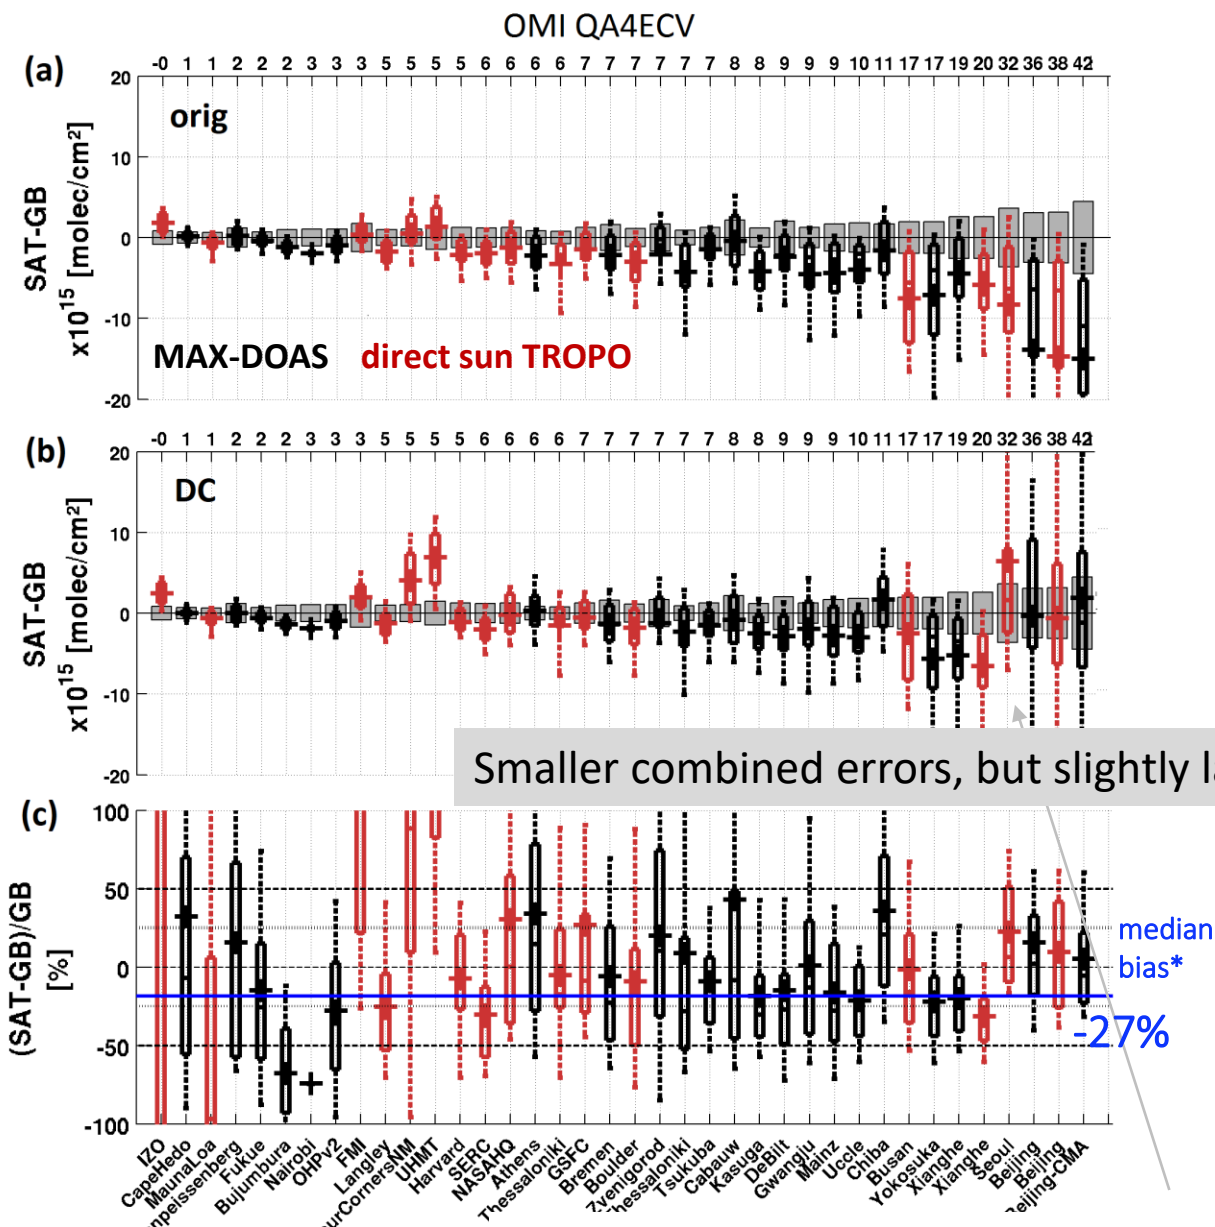 OMI QA4ECV
(a)
-0 1 1 2 2 2 3 3 3 4 5 5 5 6 6 6 6 7 7 7 7 7 7 8 8 9 9 10 11 17 17 19 20 32 36 38 42
20
10
0
-10
-20
SAT-GB
x10¹⁵ [molec/cm²]
orig
MAX-DOAS direct sun TROPO
(b)
-0 1 1 2 2 2 3 3 3 5 5 5 5 6 6 6 6 7 7 7 7 7 7 8 8 9 9 10 11 17 17 19 20 32 36 38
20
10
0
-10
-20
SAT-GB
x10¹⁵ [molec/cm²]
DC
Smaller combined errors, but slightly
(c)
100
50
0
-50
-100
(SAT-GB)/GB
[%]
median
bias*
-27%
IZO
CapeHedo
MaunaLoa
Fukue
Bujumbura
Nairobi
OHPv2
FMI
Langley
UHMT
Harvard
SERC
NASAHQ
Athens
Thessaloniki
GSFC
Bremen
Boulder
Zvenigorod
Thessaloniki
Tsukuba
Cabauw
Kasuga
DeBilt
Gwangju
Mainz
Uccle
Chiba
Busan
Yokosuka
Xianghe
Xianghe
Seoul
Beijing
Beijing
Beijing-CMA